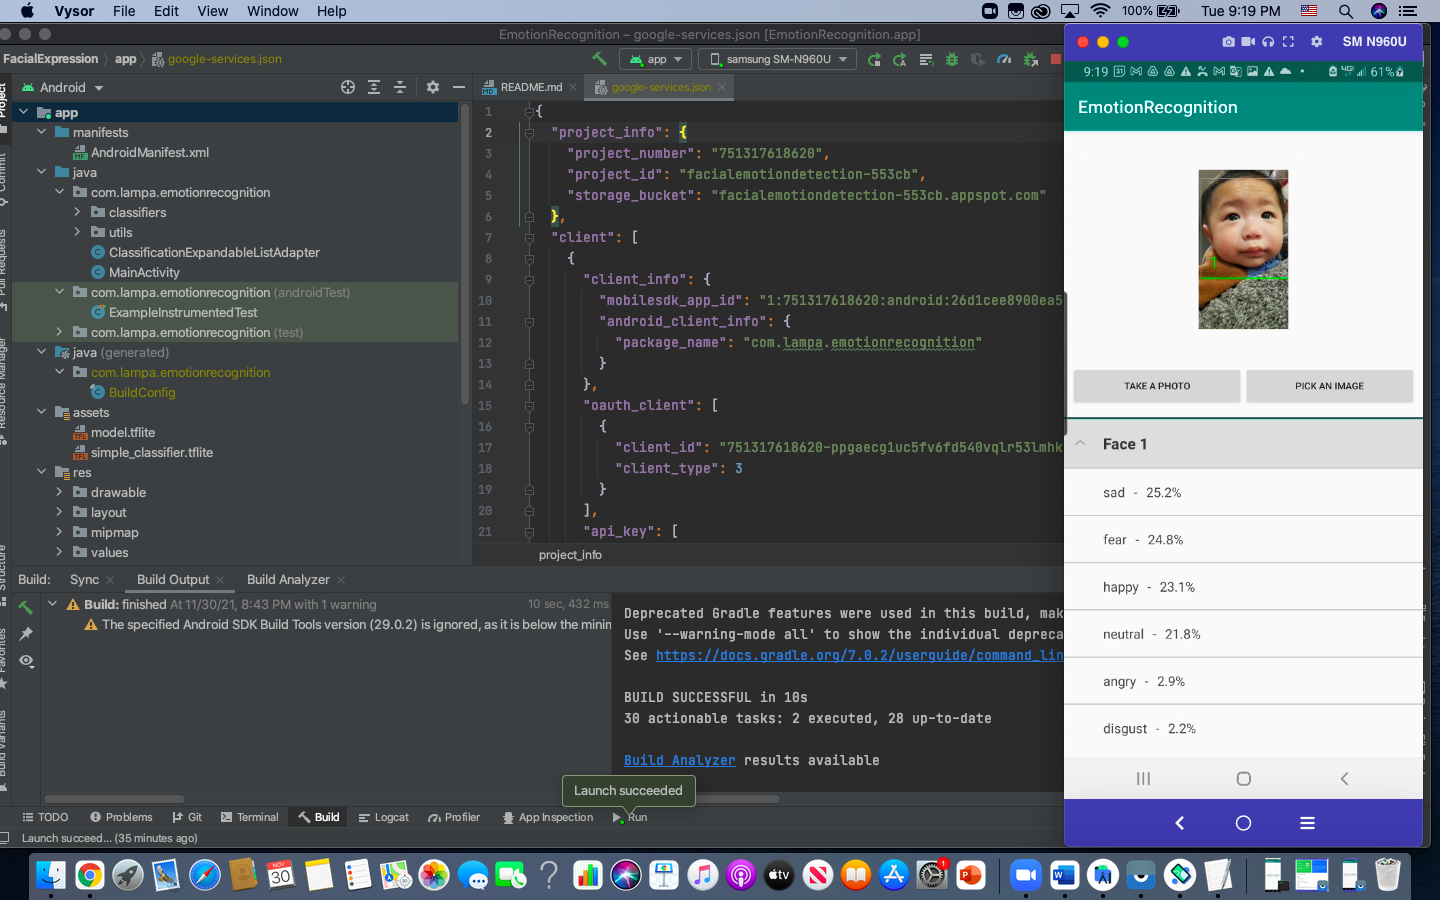 Vysor File Edit View Window Help 100% Tue 9:19 PM
EmotionRecognition – google-services.json [EmotionRecognition.app]
FacialExpression app google-services.json app samsung SM-N960U
Android README.md google-services.json
app
manifests
AndroidManifest.xml
java
com.lampa.emotionrecognition
classifiers
utils
ClassificationExpandableListAdapter
MainActivity
com.lampa.emotionrecognition (androidTest)
ExampleInstrumentedTest
com.lampa.emotionrecognition (test)
java (generated)
com.lampa.emotionrecognition
BuildConfig
assets
model.tflite
simple_classifier.tflite
res
drawable
layout
mipmap
values
Project
Commit
Pull Requests
Resource Manager
Structure
Favorites
Build Variants
1 {
2 "project_info": {
3 "project_number": "751317618620",
4 "project_id": "facialemotiondetection-553cb",
5 "storage_bucket": "facialemotiondetection-553cb.appspot.com"
6 },
7 "client": [
8 {
9 "client_info": {
10 "mobilesdk_app_id": "1:751317618620:android:26d1cee8900ea5
11 "android_client_info": {
12 "package_name": "com.lampa.emotionrecognition"
13 }
14 },
15 "oauth_client": [
16 {
17 "client_id": "751317618620-ppgaecg1uc5fv6fd540vqlr53lmhk
18 "client_type": 3
19 }
20 ],
21 "api_key": [
project_info
Build: Sync Build Output Build Analyzer
Build: finished At 11/30/21, 8:43 PM with 1 warning 10 sec, 432 ms
The specified Android SDK Build Tools version (29.0.2) is ignored, as it is below the minim
Deprecated Gradle features were used in this build, mak
Use '--warning-mode all' to show the individual depreca
See https://docs.gradle.org/7.0.2/userguide/command_lin
BUILD SUCCESSFUL in 10s
30 actionable tasks: 2 executed, 28 up-to-date
Build Analyzer results available
Launch succeeded
TODO Problems Git Terminal Build Logcat Profiler App Inspection Run
Launch succeed... (35 minutes ago)
SM N960U
9:19 61%
EmotionRecognition
1
TAKE A PHOTO PICK AN IMAGE
Face 1
sad - 25.2%
fear - 24.8%
happy - 23.1%
neutral - 21.8%
angry - 2.9%
disgust - 2.2%
NOV
30
tv
1